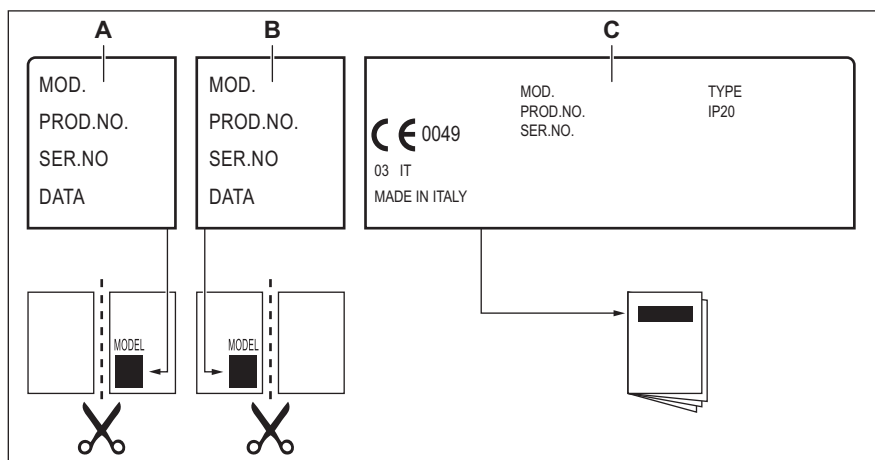 A
B
C
MOD.
PROD.NO.
SER.NO
DATA
MOD.
PROD.NO.
SER.NO
DATA
MOD.
PROD.NO.
SER.NO.
TYPE
IP20
CE 0049
03 IT
MADE IN ITALY
MODEL
MODEL